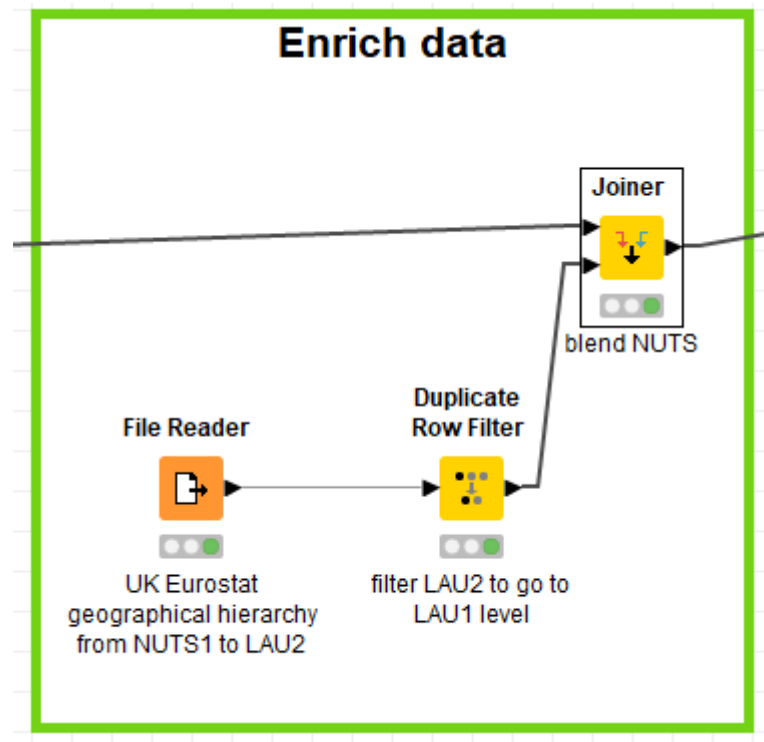 Enrich data
Joiner
blend NUTS
Duplicate
Row Filter
File Reader
UK Eurostat
geographical hierarchy
from NUTS1 to LAU2
filter LAU2 to go to
LAU1 level